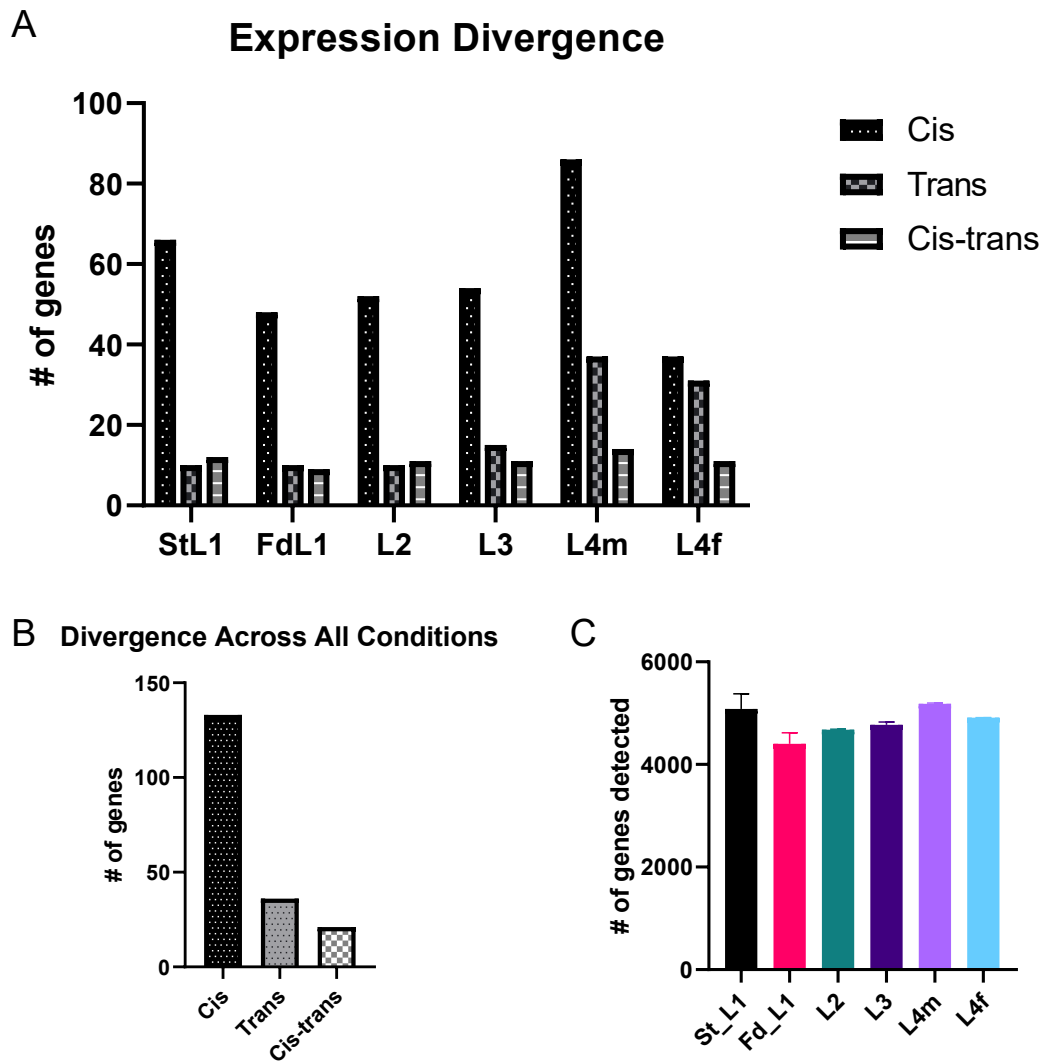 A
Expression Divergence
# of genes
100
80
60
40
20
0
StL1 FdL1 L2 L3 L4m L4f
Cis
Trans
Cis-trans
B
Divergence Across All Conditions
# of genes
150
100
50
0
Cis Trans Cis-trans
C
# of genes detected
6000
4000
2000
0
St_L1 Fd_L1 L2 L3 L4m L4f